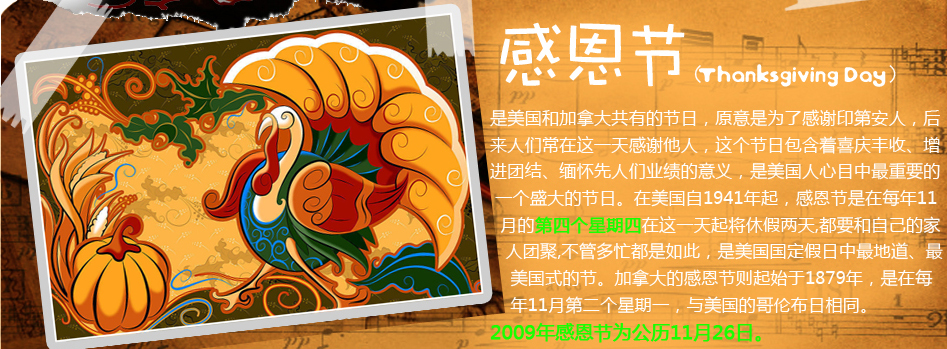 感恩节 (Thanksgiving Day)
是美国和加拿大共有的节日，原意是为了感谢印第安人，后
来人们常在这一天感谢他人，这个节日包含着喜庆丰收、增
进团结、缅怀先人们业绩的意义，是美国人心目中最重要的
一个盛大的节日。在美国自1941年起，感恩节是在每年11
月的第四个星期四在这一天起将休假两天,都要和自己的家
人团聚,不管多忙都是如此，是美国国定假日中最地道、最
美国式的节。加拿大的感恩节则起始于1879年，是在每
年11月第二个星期一，与美国的哥伦布日相同。
2009年感恩节为公历11月26日。